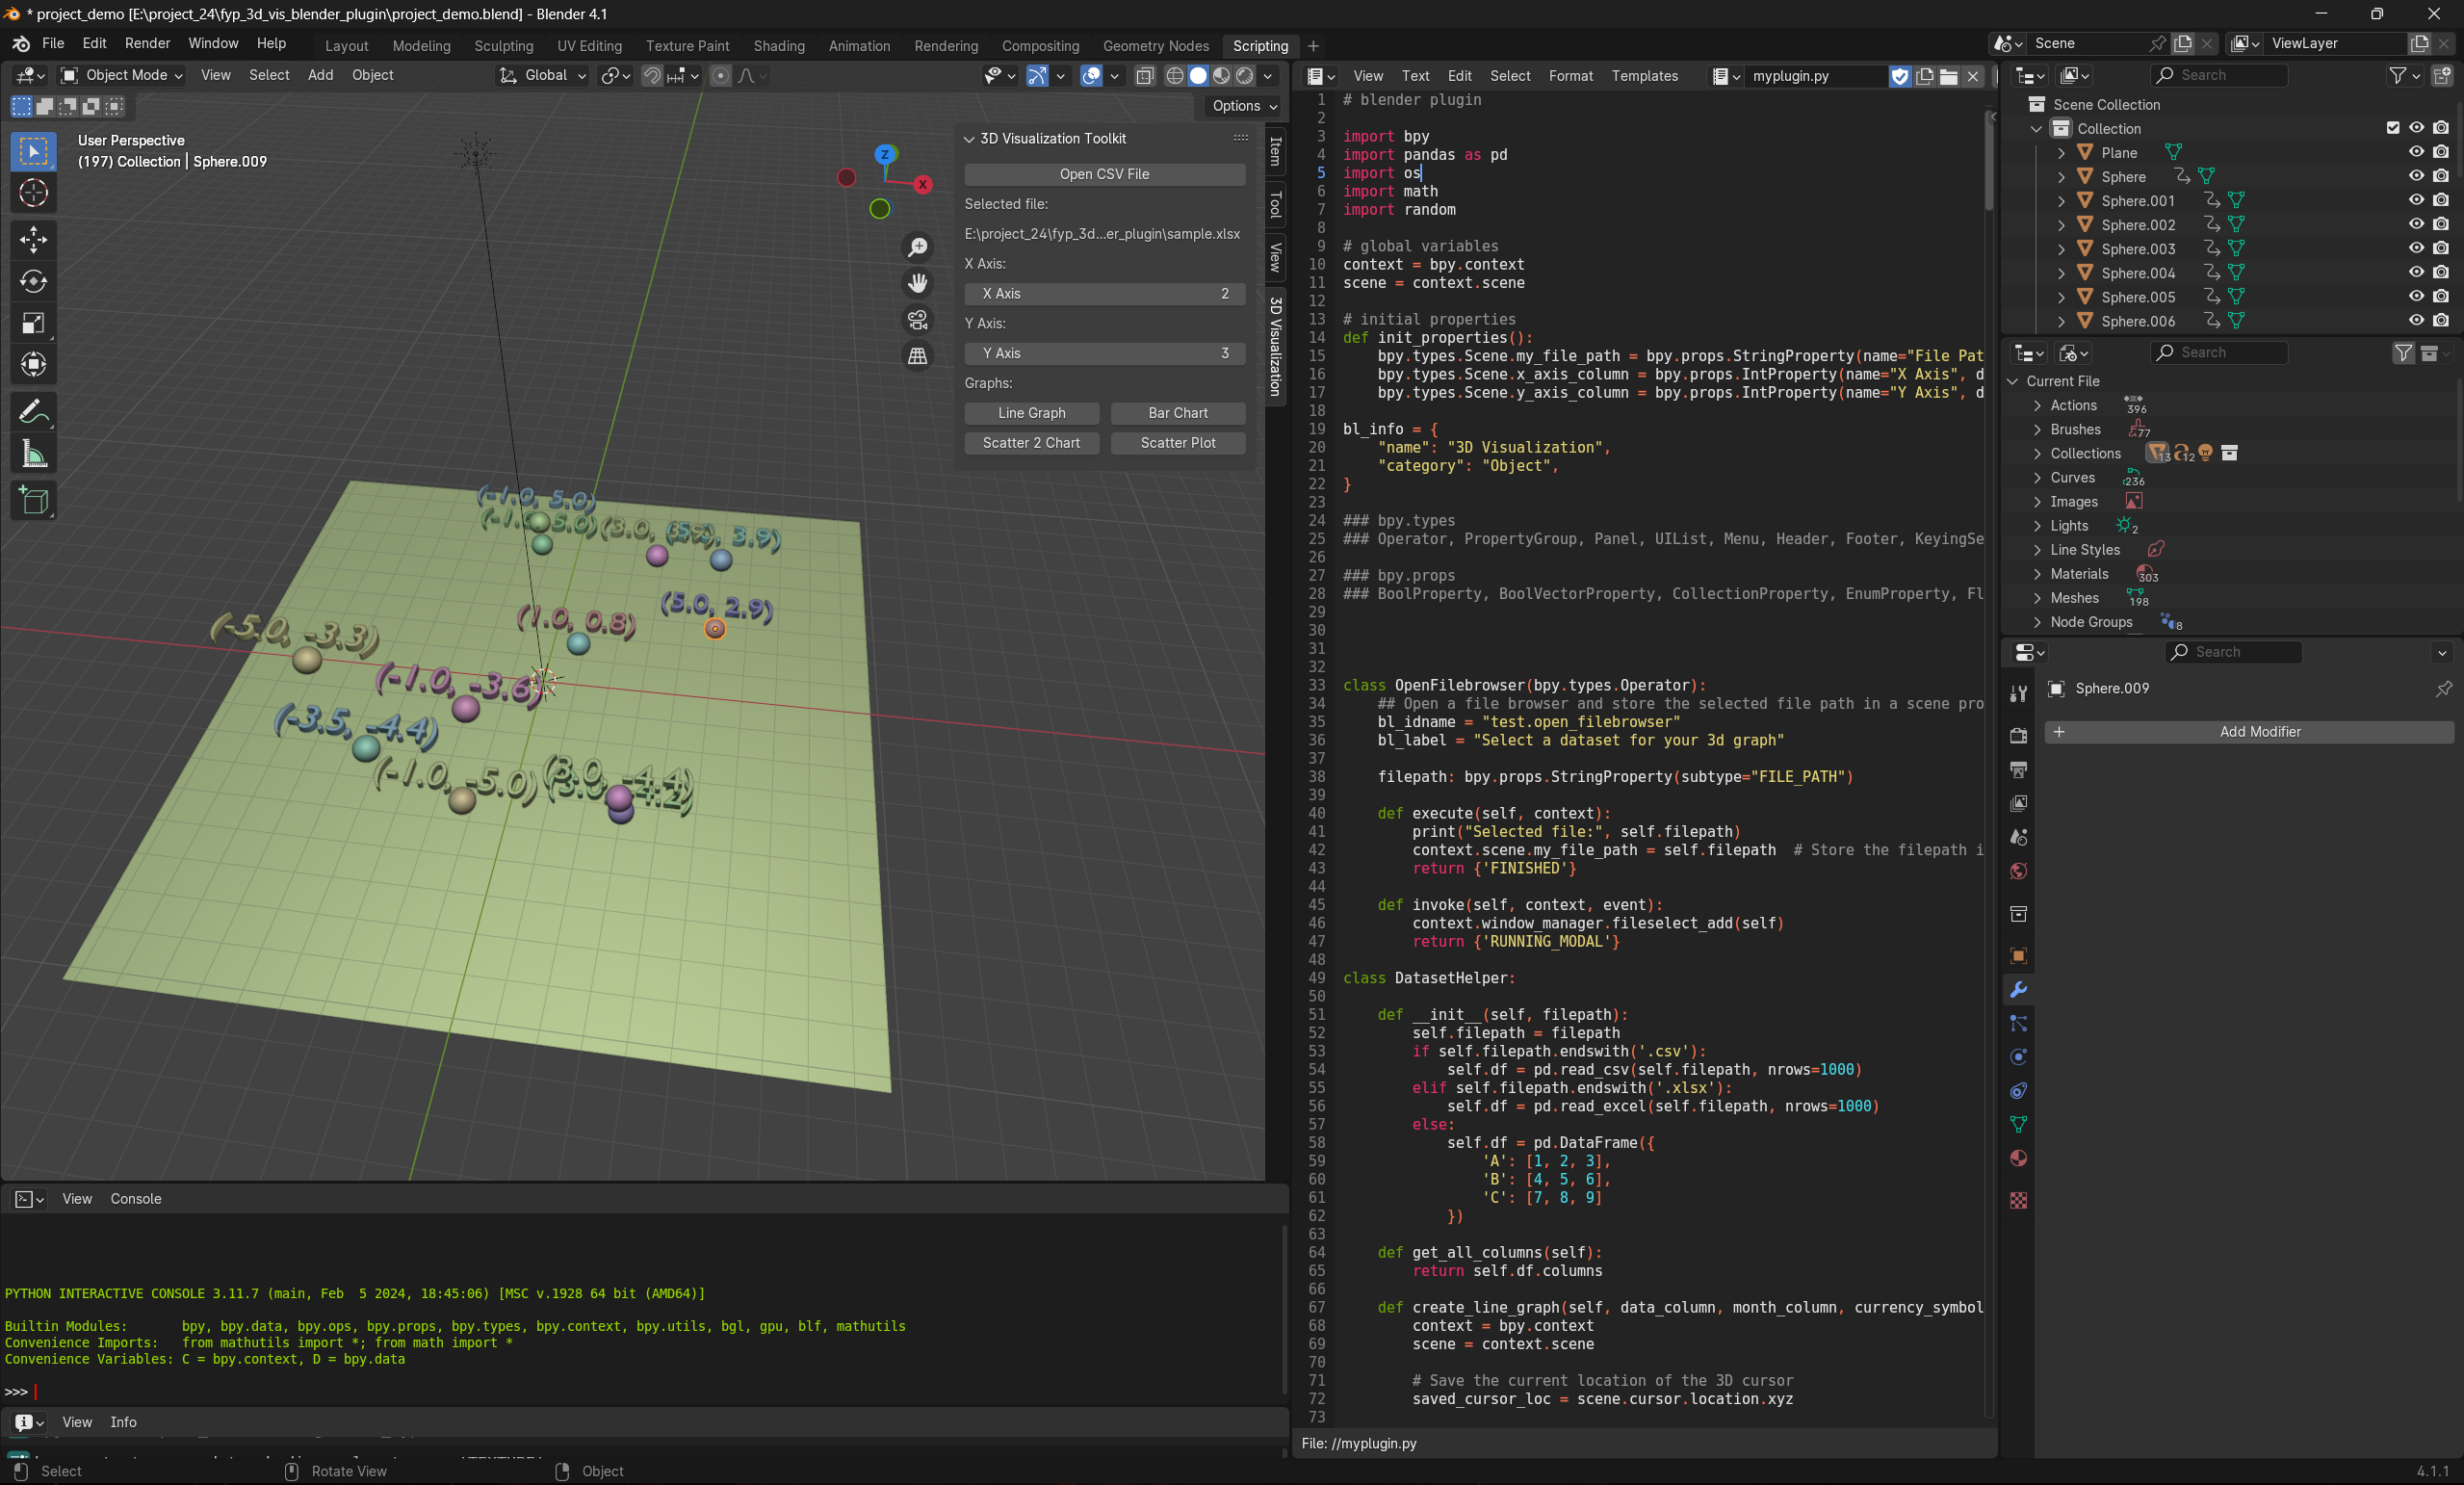 * project_demo [E:\project_24\fyp_3d_vis_blender_plugin\project_demo.blend] - Blender 4.1
File Edit Render Window Help Layout Modeling Sculpting UV Editing Texture Paint Shading Animation Rendering Compositing Geometry Nodes Scripting + Scene ViewLayer
Object Mode View Select Add Object Global
Options
User Perspective
(197) Collection | Sphere.009
Z
X
3D Visualization Toolkit
Open CSV File
Selected file:
E:\project_24\fyp_3d...er_plugin\sample.xlsx
X Axis:
X Axis 2
Y Axis:
Y Axis 3
Graphs:
Line Graph Bar Chart
Scatter 2 Chart Scatter Plot
Item
Tool
View
3D Visualization
(-1.0, 5.0)
(-1.0, 5.0) (3.0, 3.9)
(5.0, 2.9)
(1.0, 0.8)
(-5.0, -3.3)
(-1.0, -3.6)
(-3.5, -4.4)
(-1.0, -5.0) (3.0, -4.4)
(3.0, -4.2)
View Console
PYTHON INTERACTIVE CONSOLE 3.11.7 (main, Feb  5 2024, 18:45:06) [MSC v.1928 64 bit (AMD64)]
Builtin Modules:       bpy, bpy.data, bpy.ops, bpy.props, bpy.types, bpy.context, bpy.utils, bgl, gpu, blf, mathutils
Convenience Imports:   from mathutils import *; from math import *
Convenience Variables: C = bpy.context, D = bpy.data
>>>
View Info
Select Rotate View Object
View Text Edit Select Format Templates myplugin.py
1 # blender plugin
2
3 import bpy
4 import pandas as pd
5 import os
6 import math
7 import random
8
9 # global variables
10 context = bpy.context
11 scene = context.scene
12
13 # initial properties
14 def init_properties():
15     bpy.types.Scene.my_file_path = bpy.props.StringProperty(name="File Pat
16     bpy.types.Scene.x_axis_column = bpy.props.IntProperty(name="X Axis", d
17     bpy.types.Scene.y_axis_column = bpy.props.IntProperty(name="Y Axis", d
18
19 bl_info = {
20     "name": "3D Visualization",
21     "category": "Object",
22 }
23
24 ### bpy.types
25 ### Operator, PropertyGroup, Panel, UIList, Menu, Header, Footer, KeyingSe
26
27 ### bpy.props
28 ### BoolProperty, BoolVectorProperty, CollectionProperty, EnumProperty, Fl
29
30
31
32
33 class OpenFilebrowser(bpy.types.Operator):
34     ## Open a file browser and store the selected file path in a scene pro
35     bl_idname = "test.open_filebrowser"
36     bl_label = "Select a dataset for your 3d graph"
37
38     filepath: bpy.props.StringProperty(subtype="FILE_PATH")
39
40     def execute(self, context):
41         print("Selected file:", self.filepath)
42         context.scene.my_file_path = self.filepath  # Store the filepath i
43         return {'FINISHED'}
44
45     def invoke(self, context, event):
46         context.window_manager.fileselect_add(self)
47         return {'RUNNING_MODAL'}
48
49 class DatasetHelper:
50
51     def __init__(self, filepath):
52         self.filepath = filepath
53         if self.filepath.endswith('.csv'):
54             self.df = pd.read_csv(self.filepath, nrows=1000)
55         elif self.filepath.endswith('.xlsx'):
56             self.df = pd.read_excel(self.filepath, nrows=1000)
57         else:
58             self.df = pd.DataFrame({
59                 'A': [1, 2, 3],
60                 'B': [4, 5, 6],
61                 'C': [7, 8, 9]
62             })
63
64     def get_all_columns(self):
65         return self.df.columns
66
67     def create_line_graph(self, data_column, month_column, currency_symbol
68         context = bpy.context
69         scene = context.scene
70
71         # Save the current location of the 3D cursor
72         saved_cursor_loc = scene.cursor.location.xyz
73
File: //myplugin.py
Search
Scene Collection
Collection
Plane
Sphere
Sphere.001
Sphere.002
Sphere.003
Sphere.004
Sphere.005
Sphere.006
Search
Current File
Actions 396
Brushes 77
Collections 13 12
Curves 236
Images
Lights 2
Line Styles
Materials 303
Meshes 198
Node Groups 8
Search
Sphere.009
+ Add Modifier
4.1.1